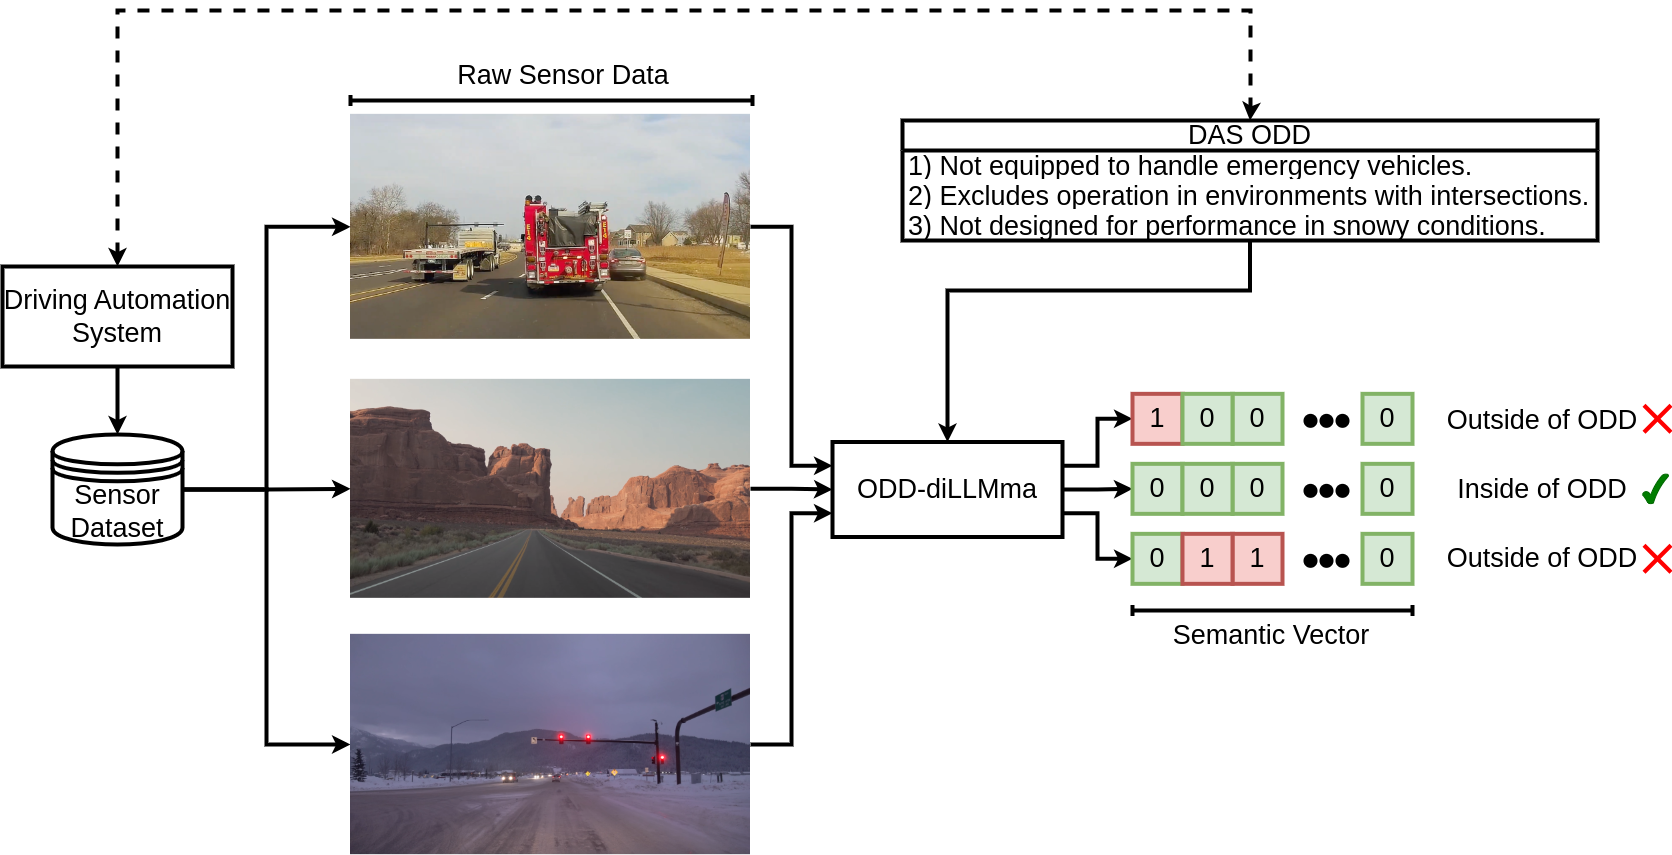 Raw Sensor Data
DAS ODD
1) Not equipped to handle emergency vehicles.
2) Excludes operation in environments with intersections.
3) Not designed for performance in snowy conditions.
Driving Automation
System
Sensor
Dataset
ODD-diLLMma
1 0 0 ••• 0 Outside of ODD
0 0 0 ••• 0 Inside of ODD
0 1 1 ••• 0 Outside of ODD
Semantic Vector